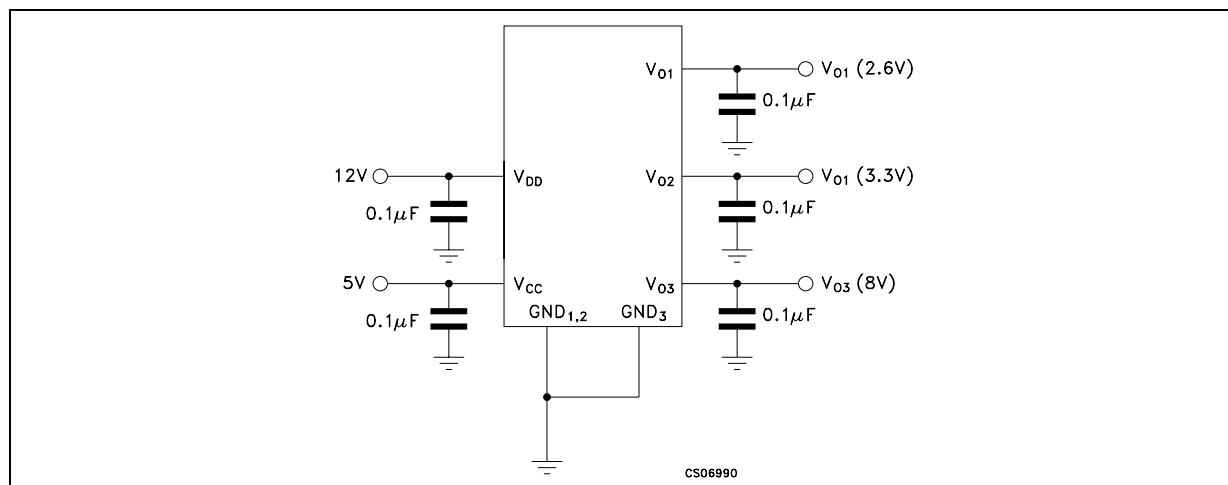 V01 V01 (2.6V)
0.1μF
12V VDD V02 V01 (3.3V)
0.1μF 0.1μF
5V VCC V03 V03 (8V)
GND1,2 GND3
0.1μF 0.1μF
CS06990